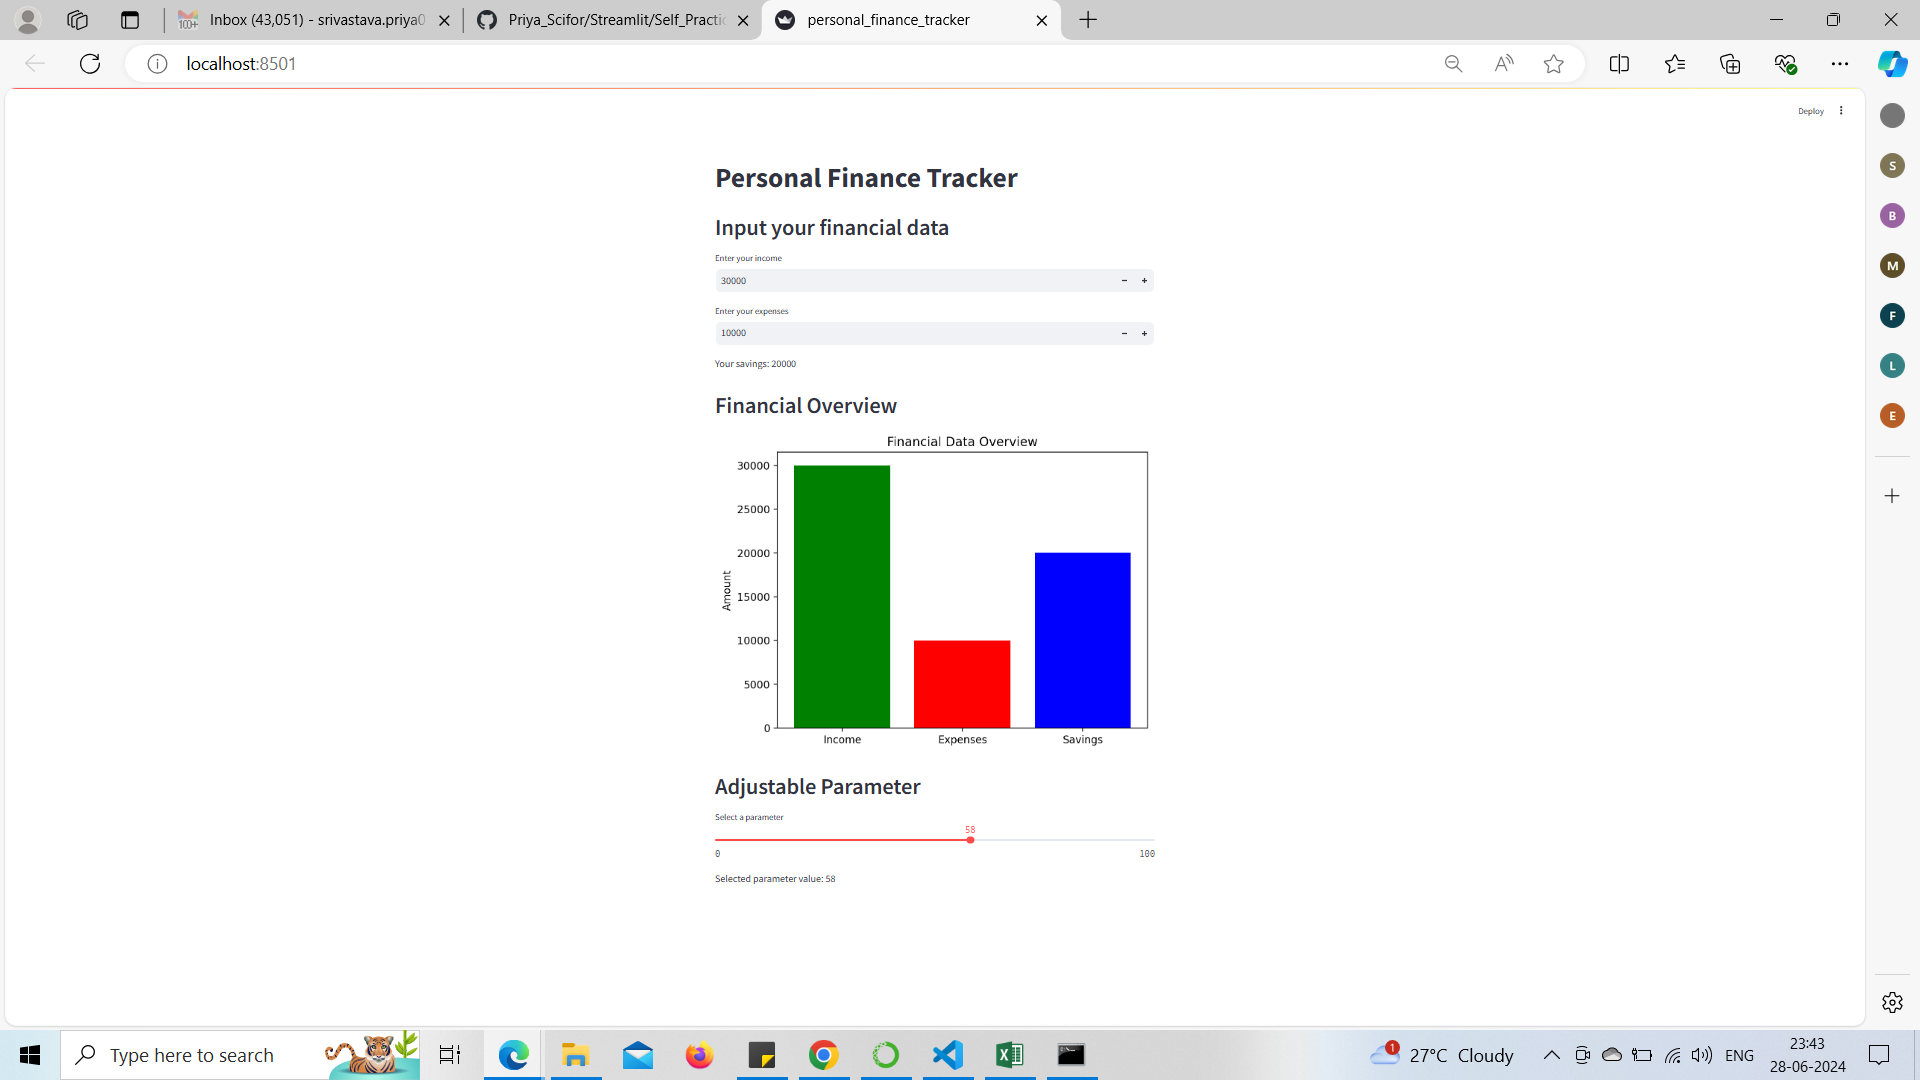 Inbox (43,051) - srivastava.priya0
Priya_Scifor/Streamlit/Self_Practic
personal_finance_tracker
localhost:8501
Deploy
S
B
M
F
L
E
Personal Finance Tracker
Input your financial data
Enter your income
30000
Enter your expenses
10000
Your savings: 20000
Financial Overview
Financial Data Overview
30000
25000
20000
15000
10000
5000
0
Amount
Income Expenses Savings
Adjustable Parameter
Select a parameter
58
0 100
Selected parameter value: 58
Type here to search
1
27°C Cloudy
ENG
23:43
28-06-2024